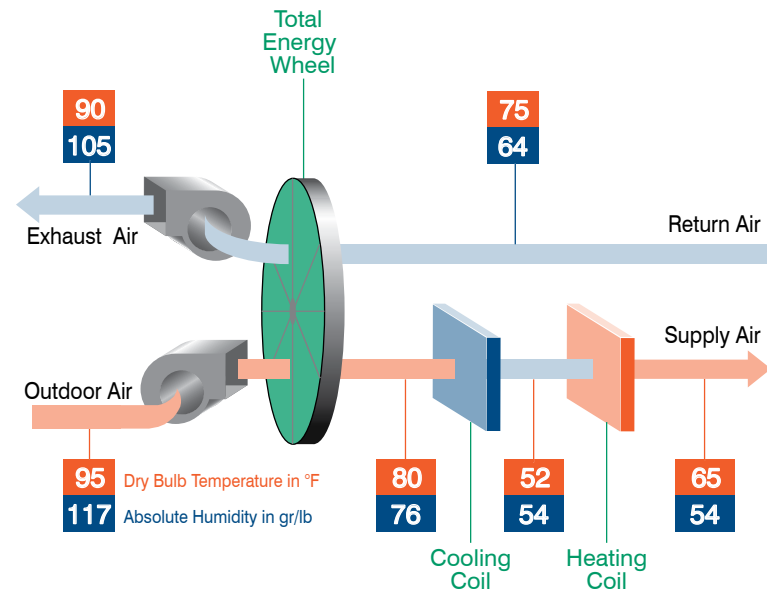 Total
Energy
Wheel
90
105
75
64
Return Air
Exhaust Air
Supply Air
Outdoor Air
95 Dry Bulb Temperature in °F
117 Absolute Humidity in gr/lb
80
76
52
54
65
54
Cooling
Coil
Heating
Coil